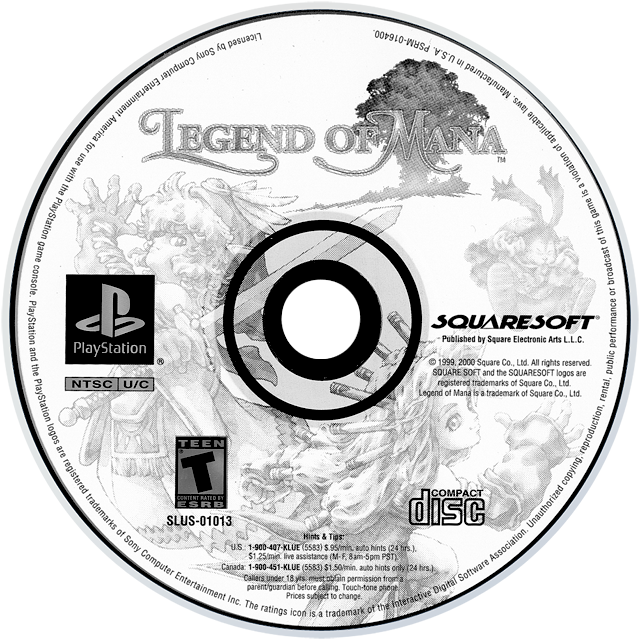 Licensed by Sony Computer Entertainment America for use with the PlayStation game console. PlayStation and the PlayStation logos are registered trademarks of Sony Computer Entertainment Inc. The ratings icon is a trademark of the Interactive Digital Software Association. Unauthorized copying, reproduction, rental, public performance or broadcast of this game is a violation of applicable laws. Manufactured in U.S.A. PSRM-016400.
LEGEND OF MANA
TM
PlayStation
®
NTSC U/C
SQUARESOFT®
Published by Square Electronic Arts L.L.C.
© 1999, 2000 Square Co., Ltd. All rights reserved.
SQUARE SOFT and the SQUARESOFT logos are
registered trademarks of Square Co., Ltd.
Legend of Mana is a trademark of Square Co., Ltd.
TEEN
T
CONTENT RATED BY
ESRB
SLUS-01013
COMPACT
disc
Hints & Tips:
U.S.: 1-900-407-KLUE (5583) $.95/min. auto hints (24 hrs.),
$1.25/min. live assistance (M-F, 8am-5pm PST).
Canada: 1-900-451-KLUE (5583) $1.50/min. auto hints only (24 hrs.).
Callers under 18 yrs. must obtain permission from a
parent/guardian before calling. Touch-tone phone.
Prices subject to change.